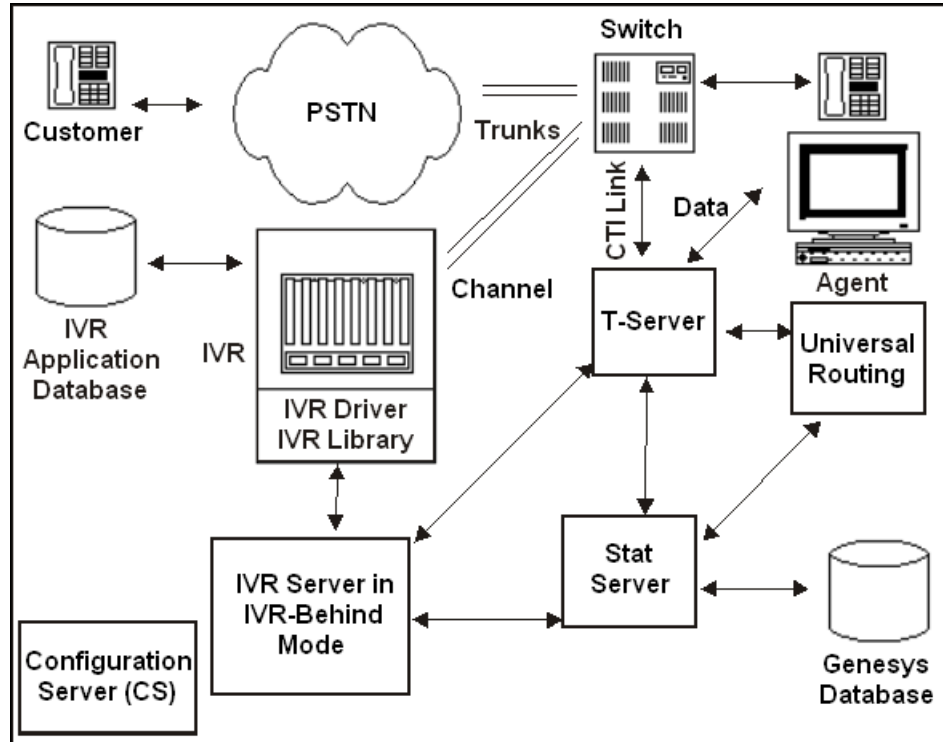 Switch
Customer
PSTN
Trunks
CTI Link
Data
Agent
IVR
Application
Database
IVR
Channel
T-Server
Universal
Routing
IVR Driver
IVR Library
IVR Server in
IVR-Behind
Mode
Stat
Server
Configuration
Server (CS)
Genesys
Database